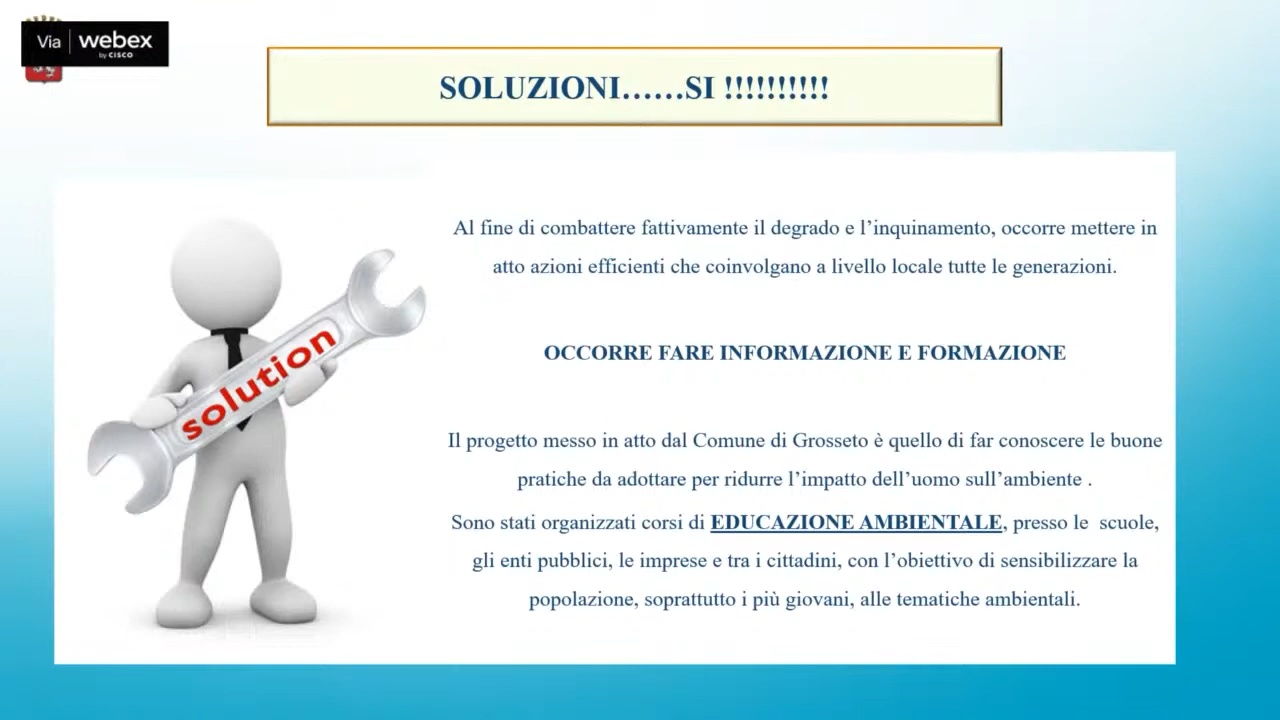 Via webex
by CISCO
SOLUZIONI……SI !!!!!!!!!!
Al fine di combattere fattivamente il degrado e l’inquinamento, occorre mettere in
atto azioni efficienti che coinvolgano a livello locale tutte le generazioni.
solution
OCCORRE FARE INFORMAZIONE E FORMAZIONE
Il progetto messo in atto dal Comune di Grosseto è quello di far conoscere le buone
pratiche da adottare per ridurre l’impatto dell’uomo sull’ambiente .
Sono stati organizzati corsi di EDUCAZIONE AMBIENTALE, presso le  scuole,
gli enti pubblici, le imprese e tra i cittadini, con l’obiettivo di sensibilizzare la
popolazione, soprattutto i più giovani, alle tematiche ambientali.